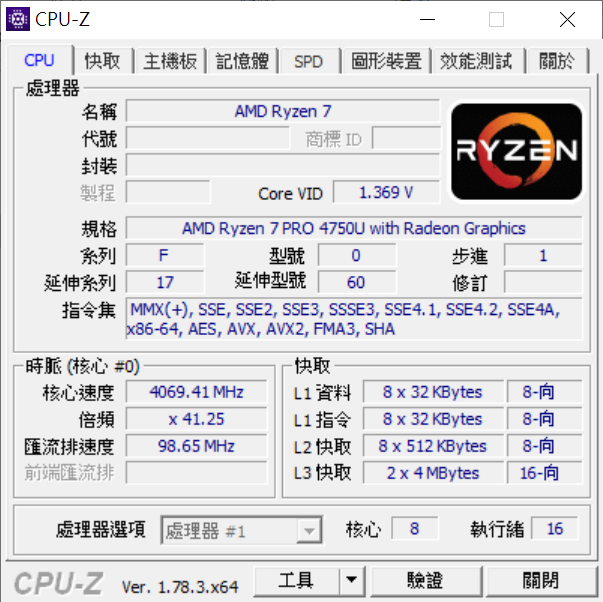 CPU-Z
CPU 快取 主機板 記憶體 SPD 圖形裝置 效能測試 關於
處理器
名稱 AMD Ryzen 7
代號 商標 ID
封裝
製程 Core VID 1.369 V
RYZEN
規格 AMD Ryzen 7 PRO 4750U with Radeon Graphics
系列 F 型號 0 步進 1
延伸系列 17 延伸型號 60 修訂
指令集 MMX(+), SSE, SSE2, SSE3, SSSE3, SSE4.1, SSE4.2, SSE4A,
x86-64, AES, AVX, AVX2, FMA3, SHA
時脈 (核心 #0)
核心速度 4069.41 MHz
倍頻 x 41.25
匯流排速度 98.65 MHz
前端匯流排
快取
L1 資料 8 x 32 KBytes 8-向
L1 指令 8 x 32 KBytes 8-向
L2 快取 8 x 512 KBytes 8-向
L3 快取 2 x 4 MBytes 16-向
處理器選項 處理器 #1 核心 8 執行緒 16
CPU-Z Ver. 1.78.3.x64 工具 驗證 關閉